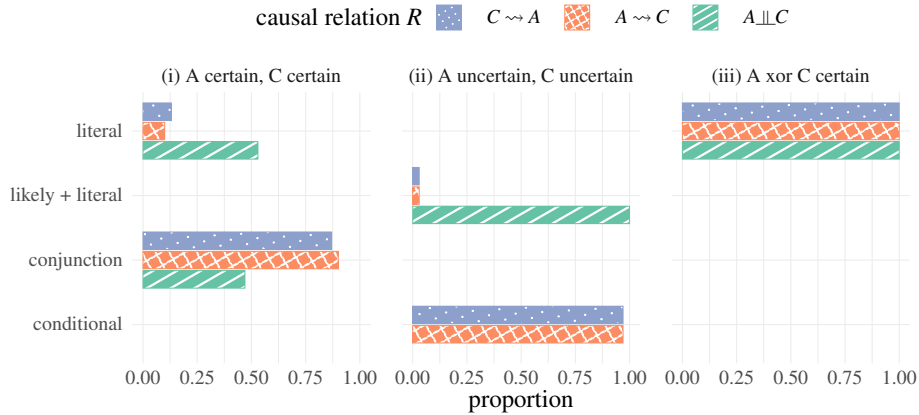 causal relation R C ⇝ A A ⇝ C A⫫C
(i) A certain, C certain (ii) A uncertain, C uncertain (iii) A xor C certain
literal
likely + literal
conjunction
conditional
0.00 0.25 0.50 0.75 1.00 0.00 0.25 0.50 0.75 1.00 0.00 0.25 0.50 0.75 1.00
proportion